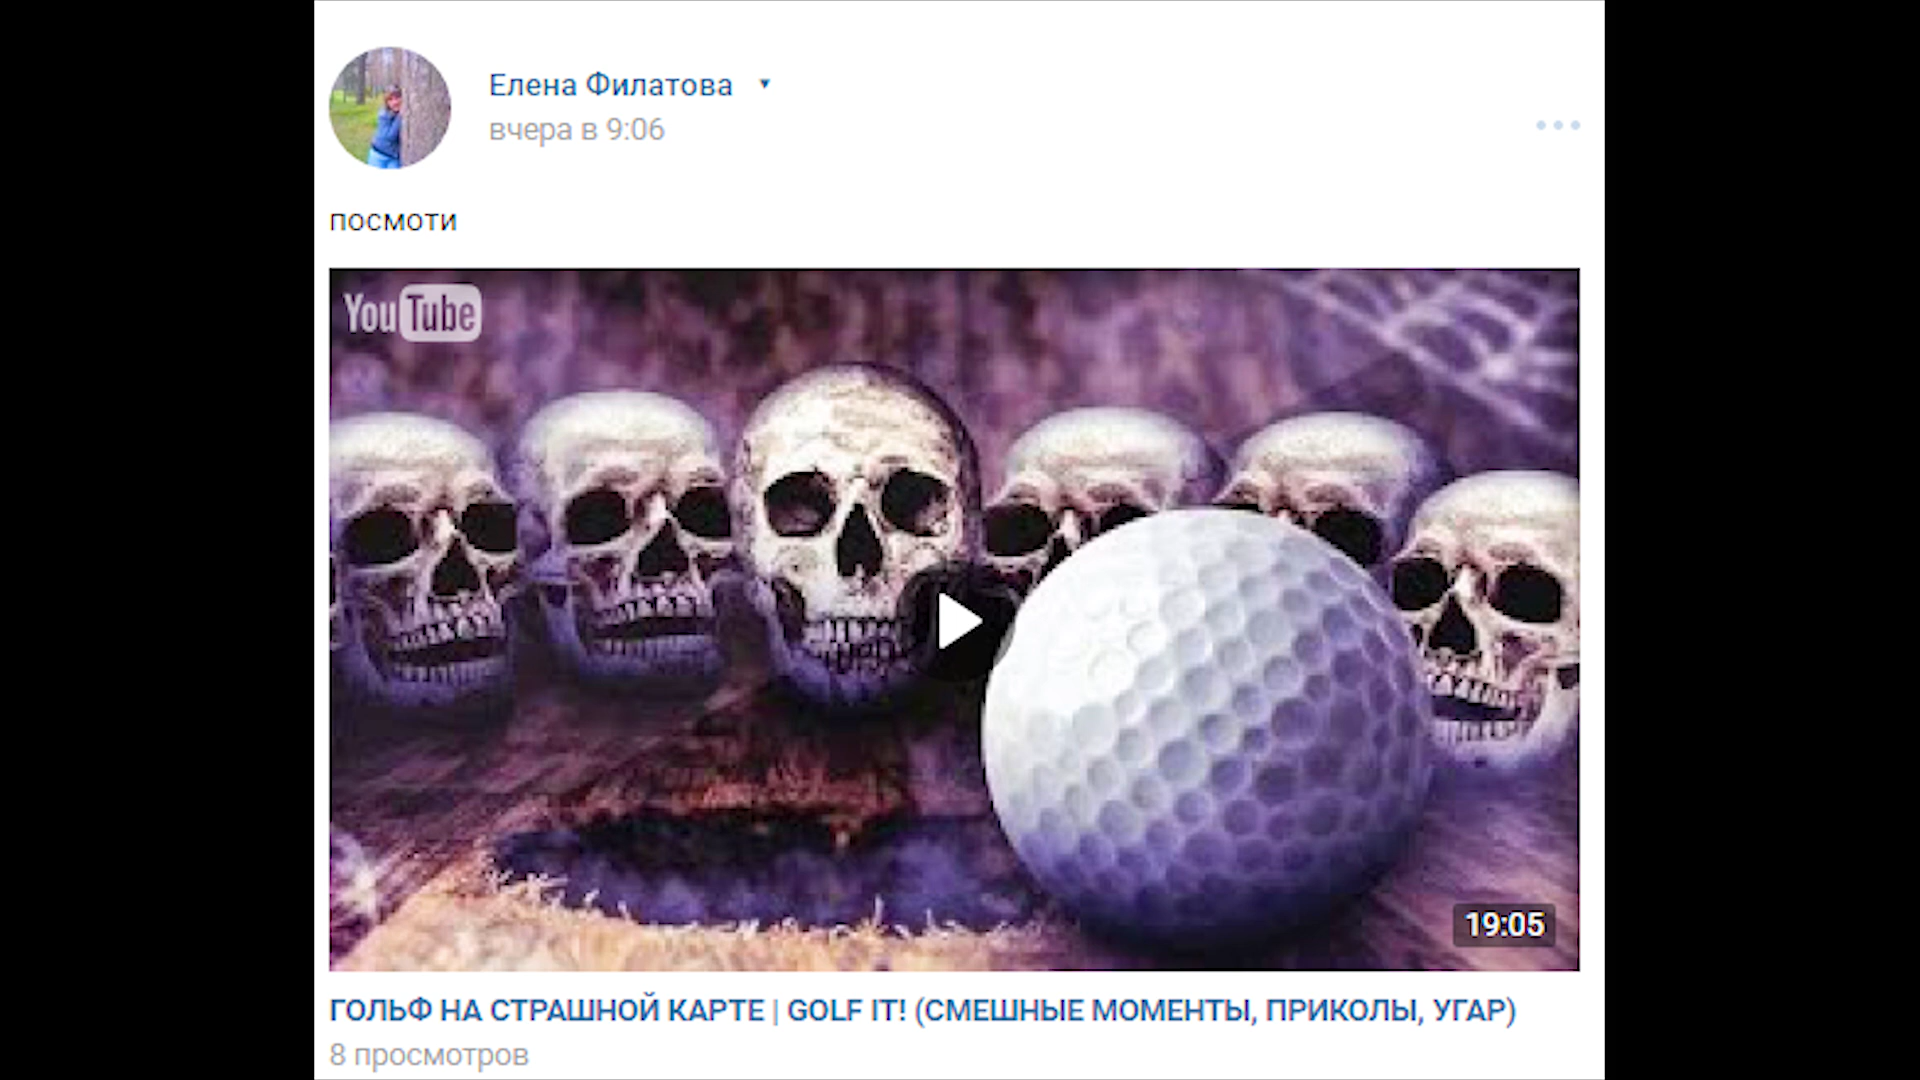 Елена Филатова
вчера в 9:06
посмоти
YouTube
19:05
ГОЛЬФ НА СТРАШНОЙ КАРТЕ | GOLF IT! (СМЕШНЫЕ МОМЕНТЫ, ПРИКОЛЫ, УГАР)
8 просмотров